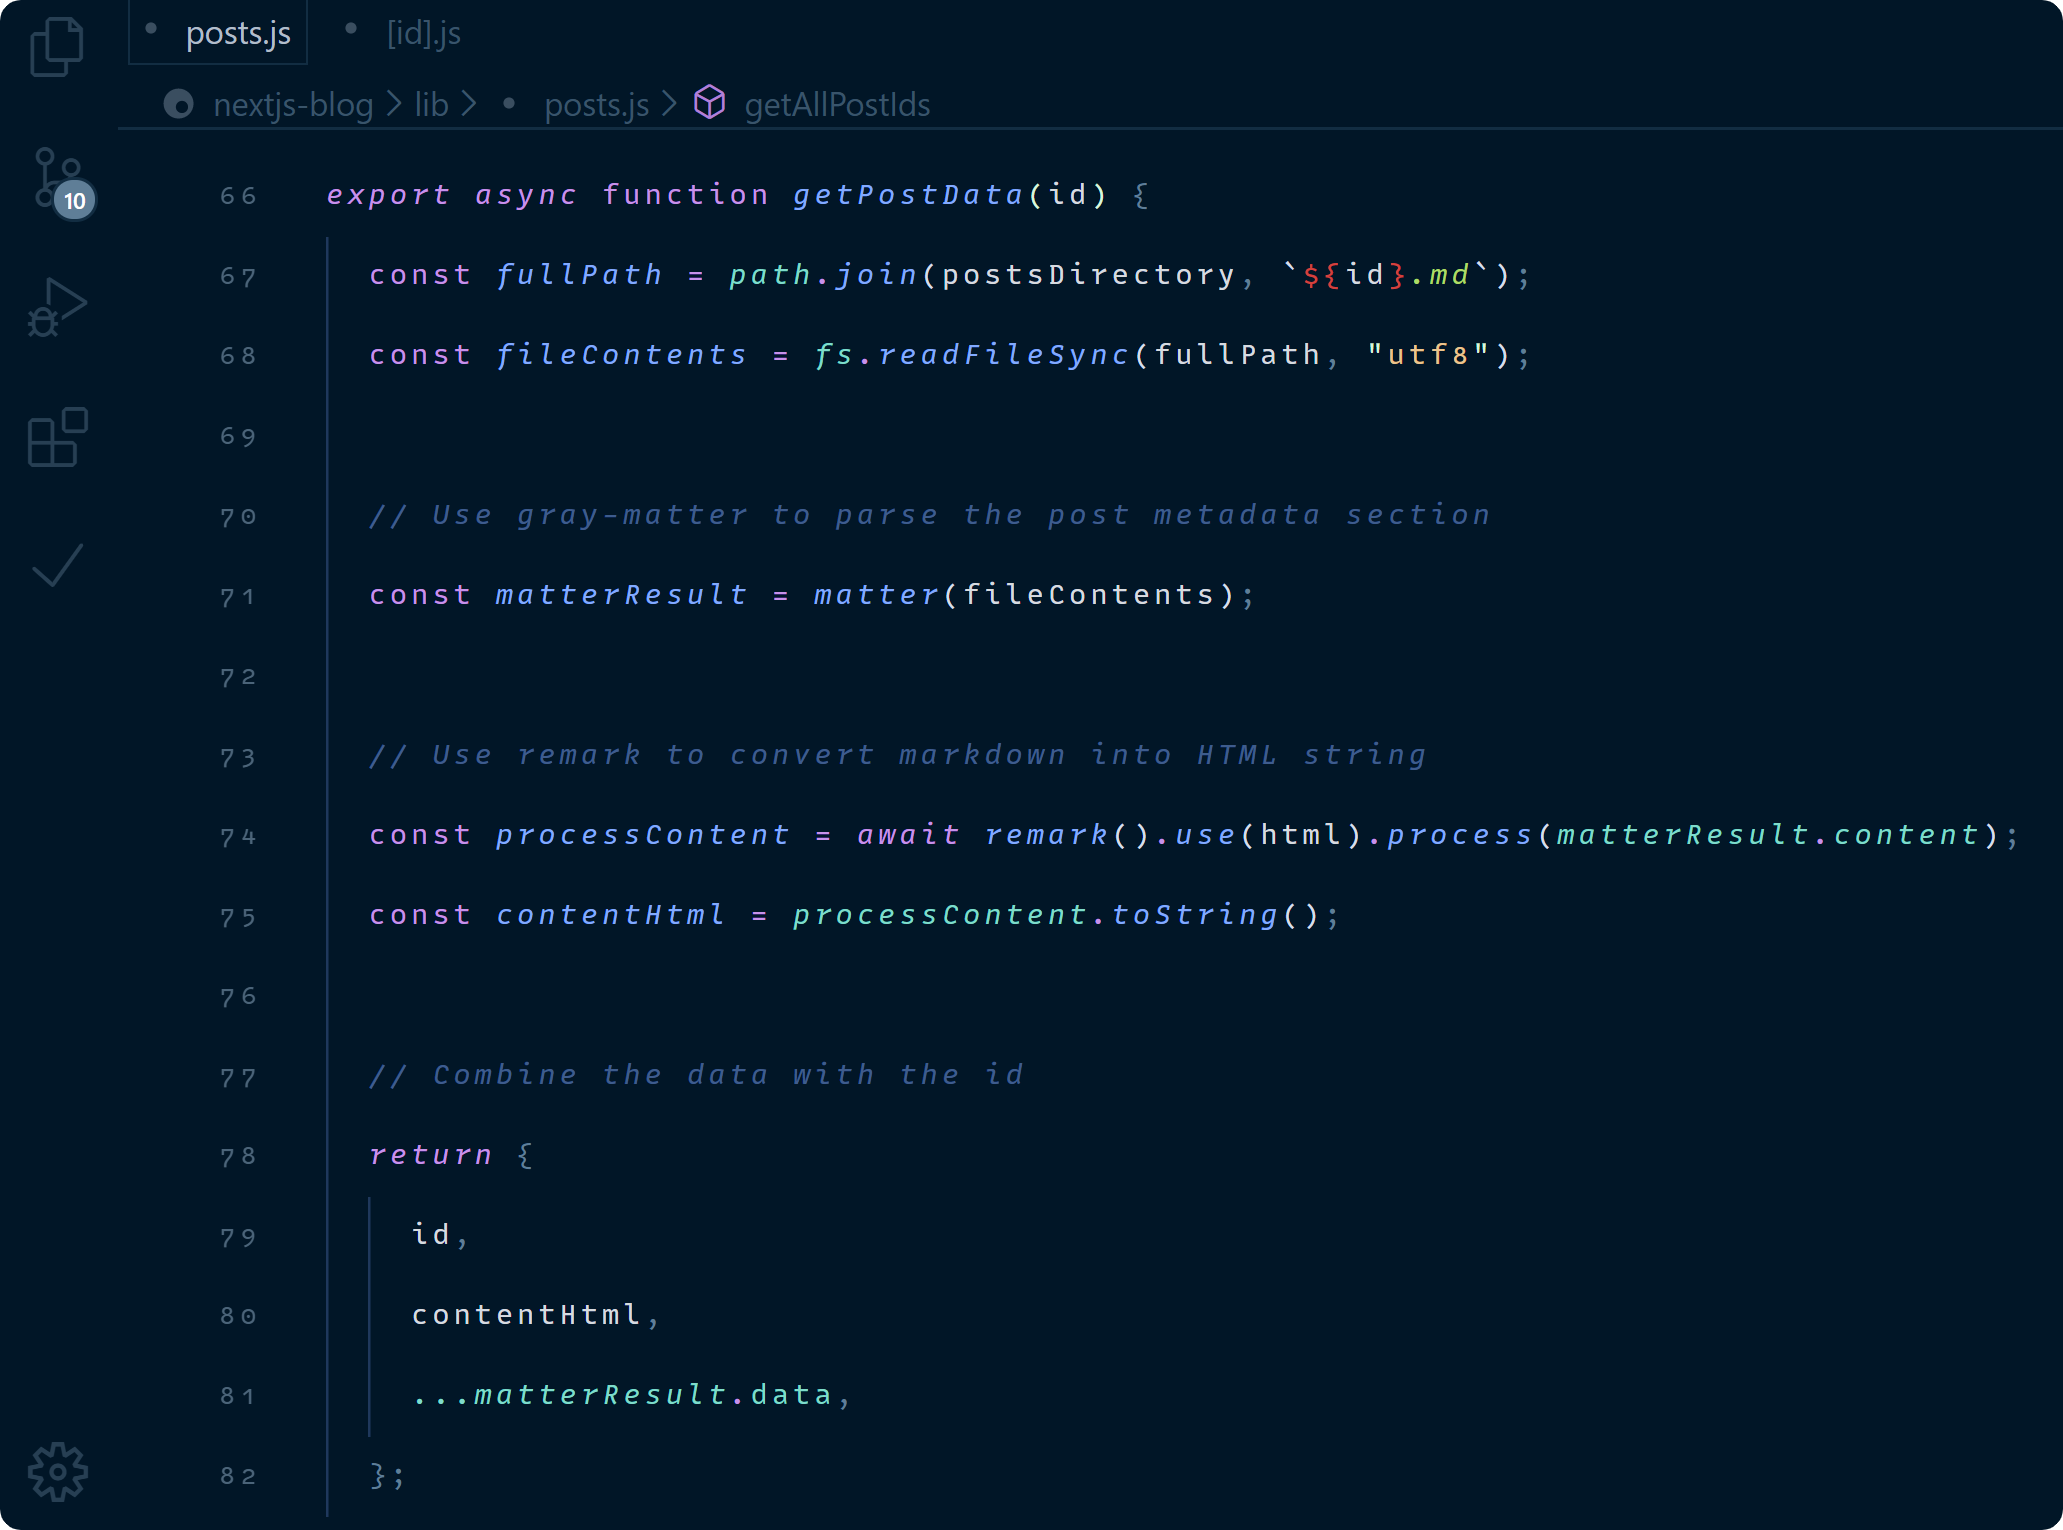 posts.js [id].js
nextjs-blog > lib > posts.js > getAllPostIds
10
66 export async function getPostData(id) {
67 const fullPath = path.join(postsDirectory, `${id}.md`);
68 const fileContents = fs.readFileSync(fullPath, "utf8");
69
70 // Use gray-matter to parse the post metadata section
71 const matterResult = matter(fileContents);
72
73 // Use remark to convert markdown into HTML string
74 const processContent = await remark().use(html).process(matterResult.content);
75 const contentHtml = processContent.toString();
76
77 // Combine the data with the id
78 return {
79 id,
80 contentHtml,
81 ...matterResult.data,
82 };